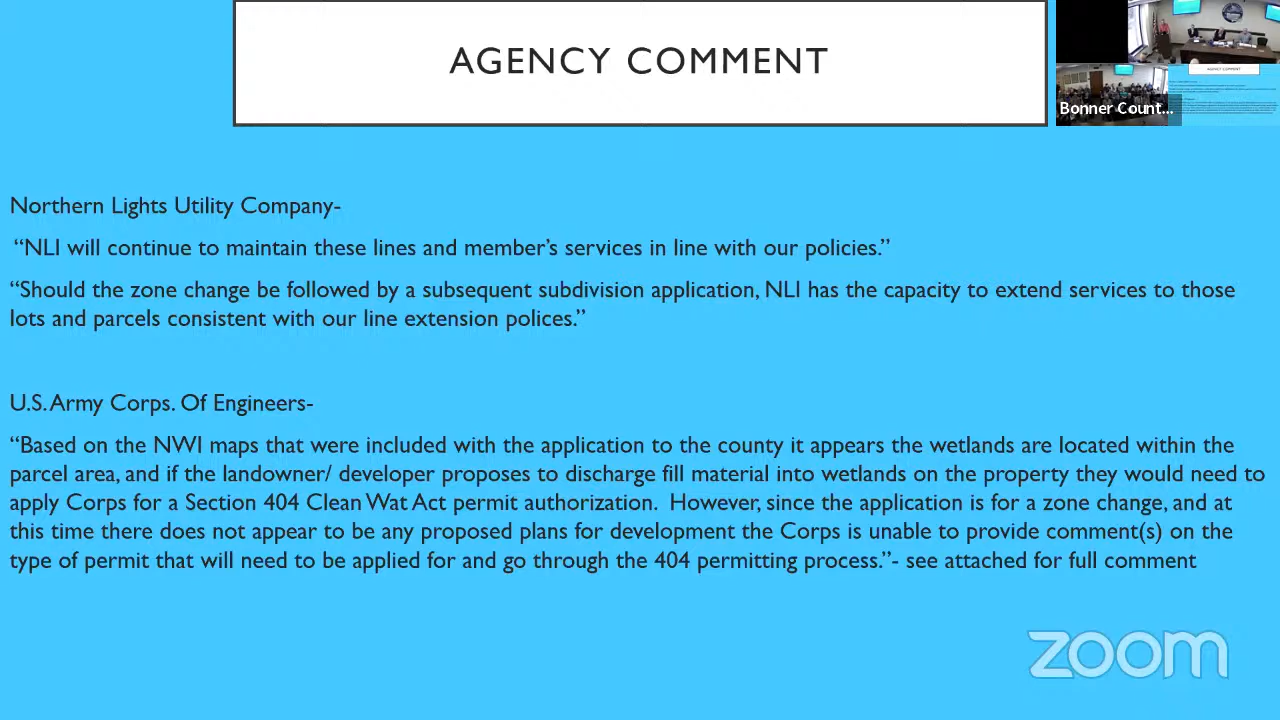 AGENCY COMMENT
Bonner Count...
Northern Lights Utility Company-
“NLI will continue to maintain these lines and member’s services in line with our policies.”
“Should the zone change be followed by a subsequent subdivision application, NLI has the capacity to extend services to those
lots and parcels consistent with our line extension polices.”
U.S. Army Corps. Of Engineers-
“Based on the NWI maps that were included with the application to the county it appears the wetlands are located within the
parcel area, and if the landowner/ developer proposes to discharge fill material into wetlands on the property they would need to
apply Corps for a Section 404 Clean Wat Act permit authorization.  However, since the application is for a zone change, and at
this time there does not appear to be any proposed plans for development the Corps is unable to provide comment(s) on the
type of permit that will need to be applied for and go through the 404 permitting process.”- see attached for full comment
zoom